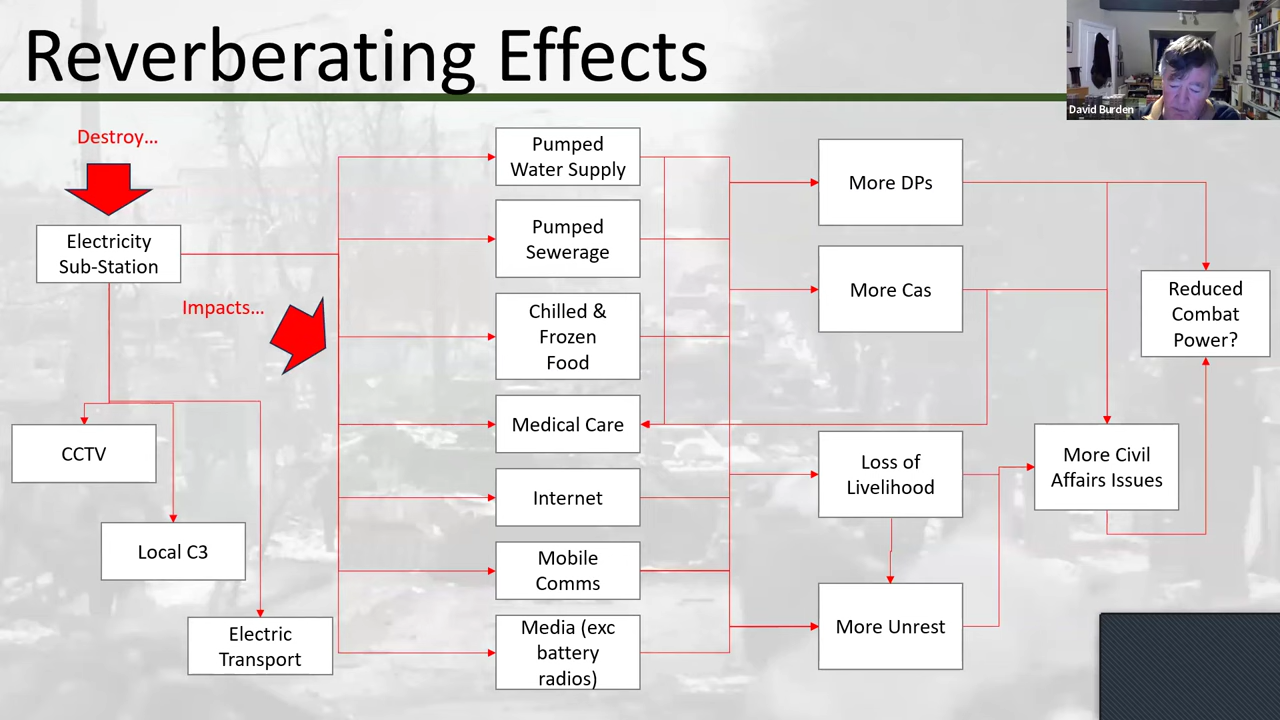 Reverberating Effects
David Burden
Destroy…
Electricity
Sub-Station
Impacts…
CCTV
Local C3
Electric
Transport
Pumped
Water Supply
Pumped
Sewerage
Chilled &
Frozen
Food
Medical Care
Internet
Mobile
Comms
Media (exc
battery
radios)
More DPs
More Cas
Loss of
Livelihood
More Unrest
More Civil
Affairs Issues
Reduced
Combat
Power?